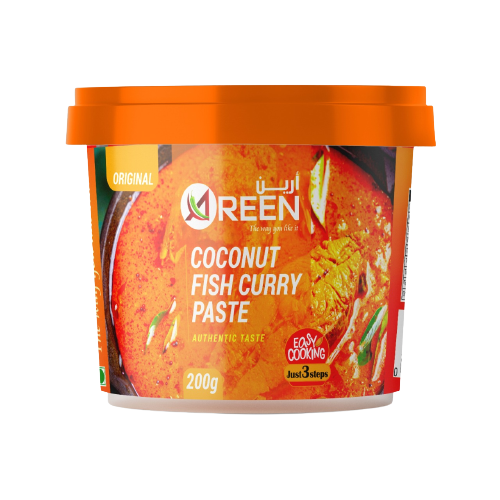 ORIGINAL
أرين
AREEN
The way you like it
COCONUT
FISH CURRY
PASTE
AUTHENTIC TASTE
EASY
COOKING
Just 3 steps
200g